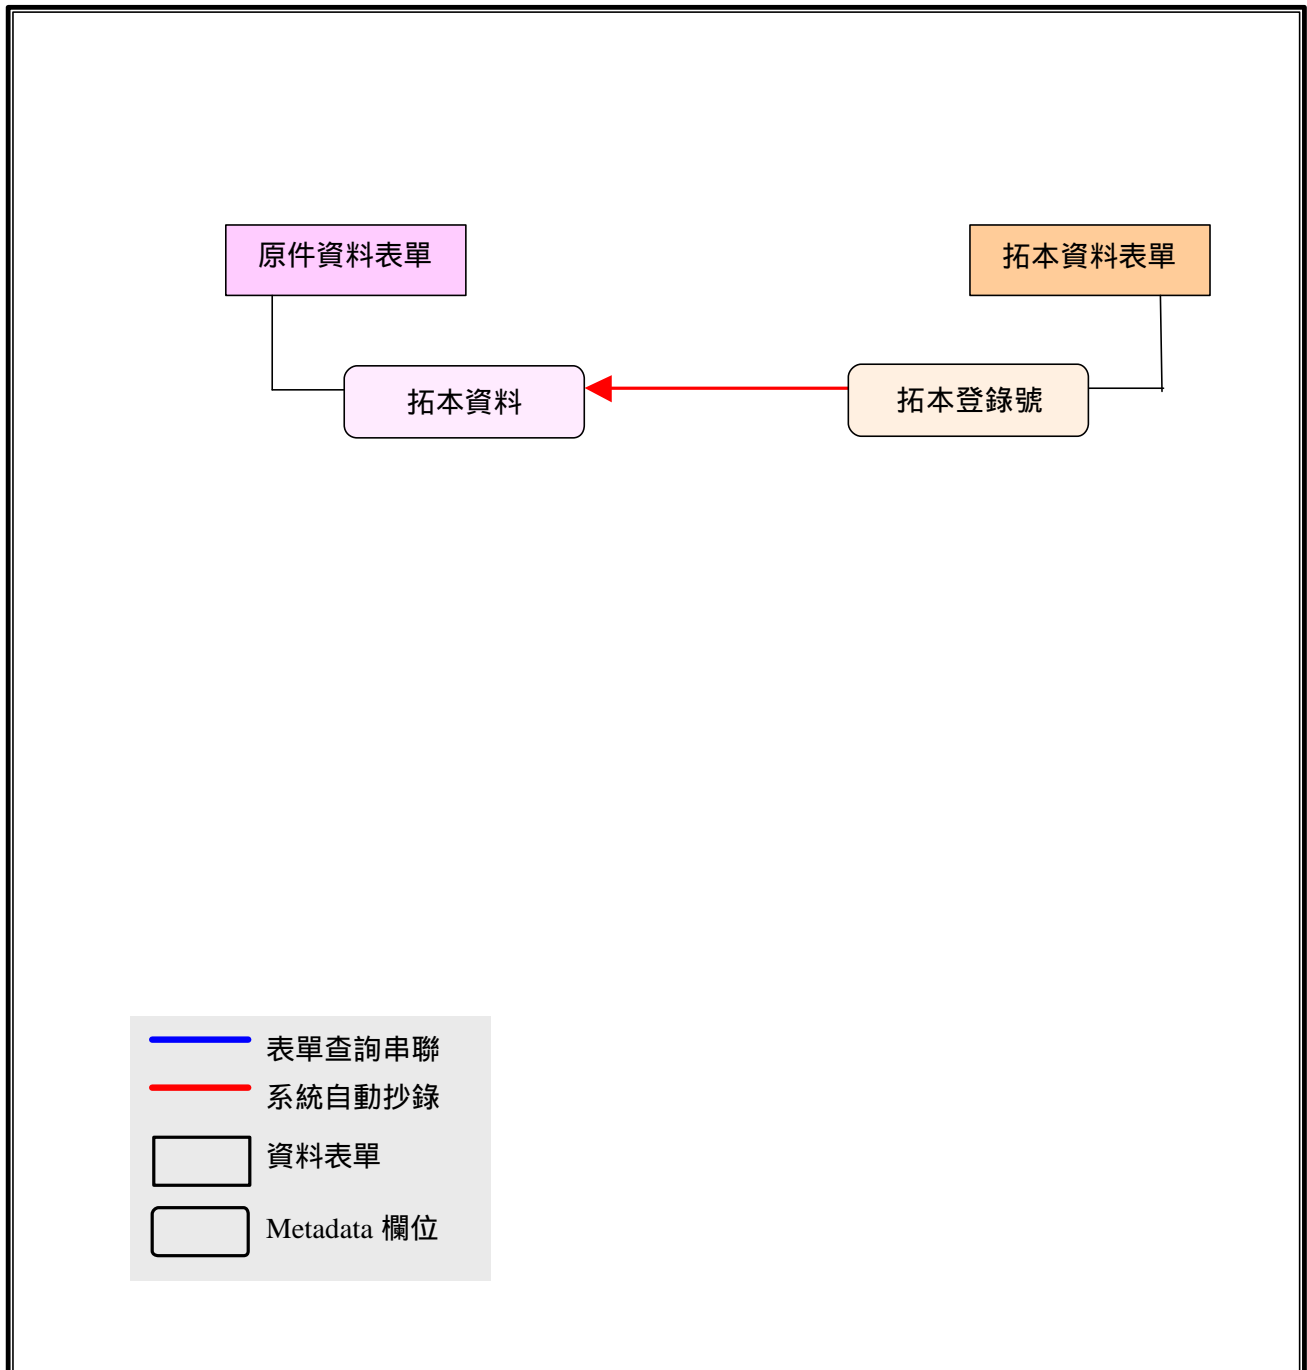 原件資料表單
拓本資料表單
拓本資料
拓本登錄號
表單查詢串聯
系統自動抄錄
資料表單
Metadata 欄位